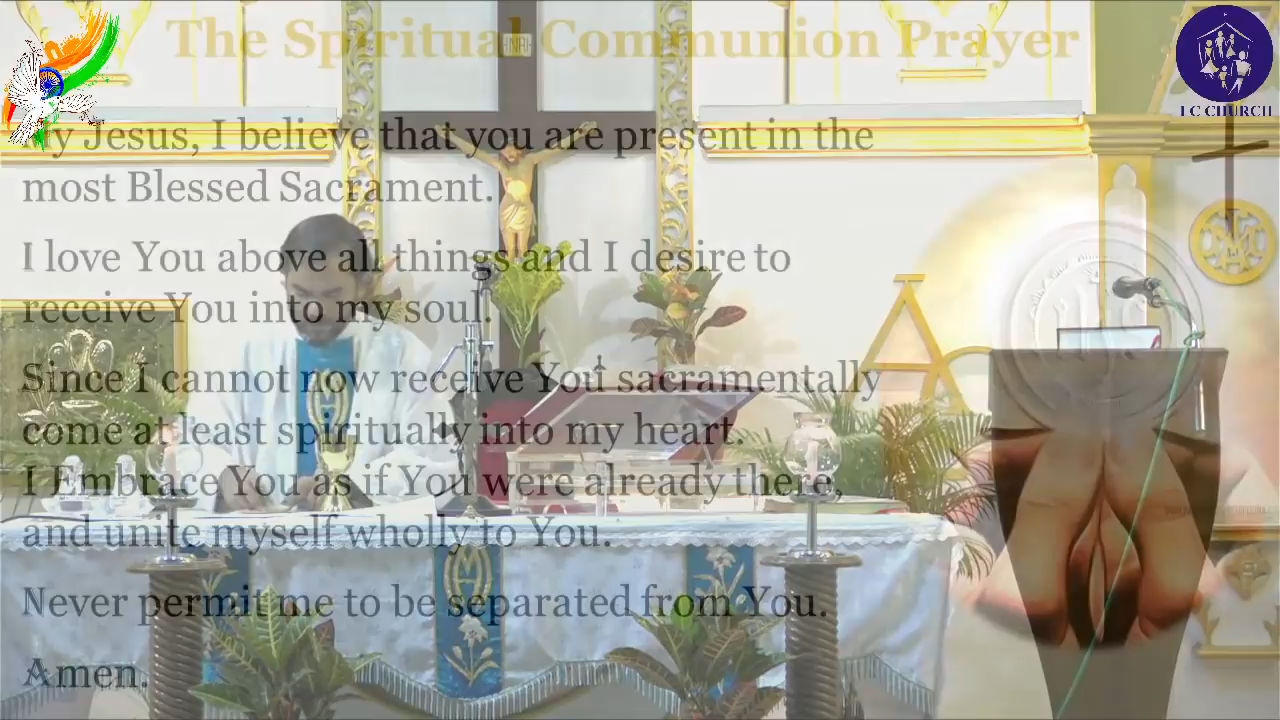 The Spiritual Communion Prayer
INRI
I C CHURCH
My Jesus, I believe that you are present in the
most Blessed Sacrament.
I love You above all things and I desire to
receive You into my soul.
Since I cannot now receive You sacramentally
come at least spiritually into my heart.
I Embrace You as if You were already there
and unite myself wholly to You.
Never permit me to be separated from You.
Amen.